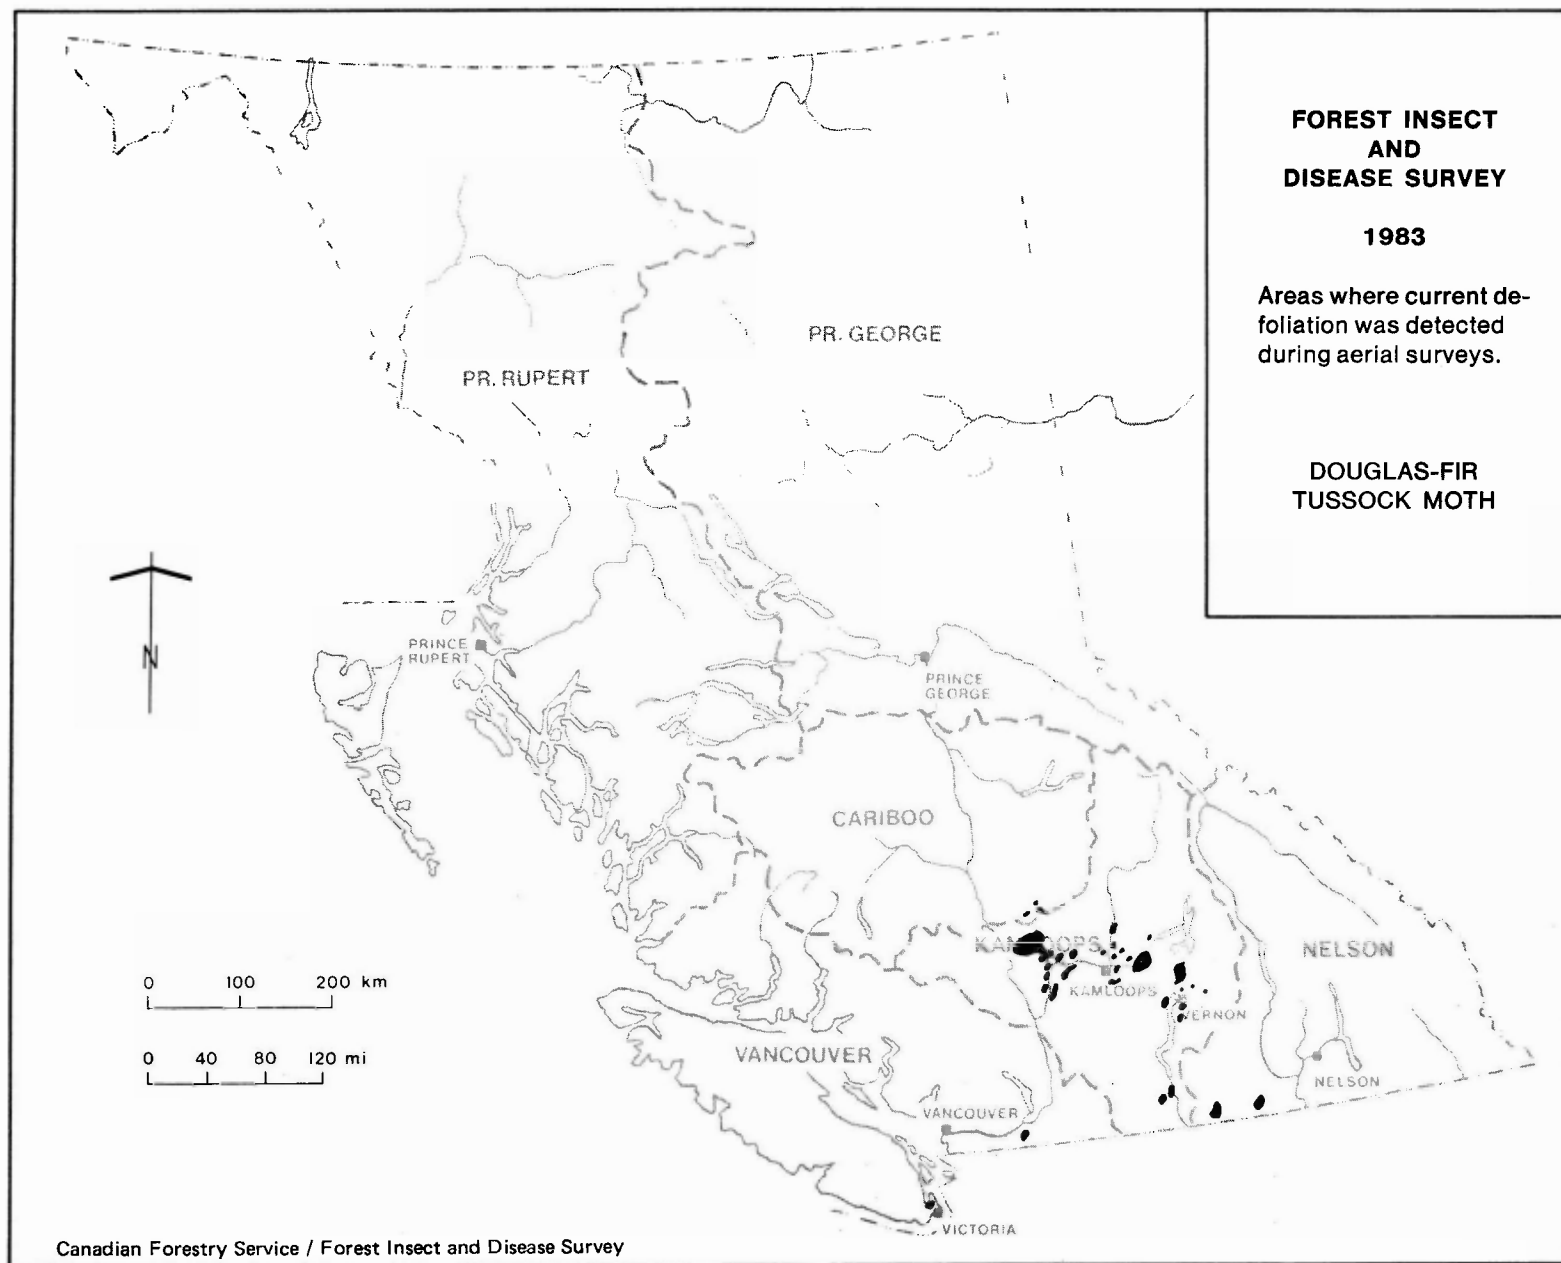 FOREST INSECT
AND
DISEASE SURVEY
1983
Areas where current de-
foliation was detected
during aerial surveys.
DOUGLAS-FIR
TUSSOCK MOTH
PR. GEORGE
PR. RUPERT
N
PRINCE
RUPERT
PRINCE
GEORGE
CARIBOO
KAMLOOPS
NELSON
KAMLOOPS
VERNON
0 100 200 km
0 40 80 120 mi
VANCOUVER
NELSON
VANCOUVER
VICTORIA
Canadian Forestry Service / Forest Insect and Disease Survey